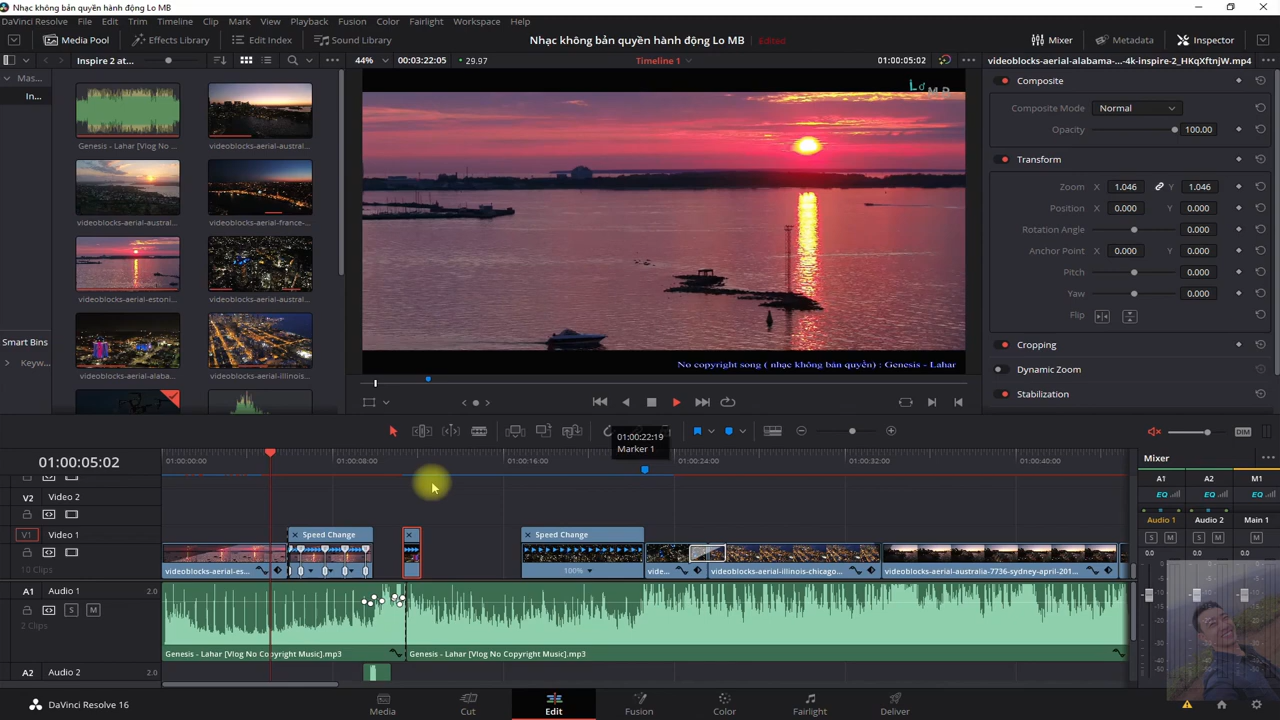 Nhạc không bản quyền hành động Lo MB
DaVinci Resolve File Edit Trim Timeline Clip Mark View Playback Fusion Color Fairlight Workspace Help
Media Pool Effects Library Edit Index Sound Library Nhạc không bản quyền hành động Lo MB Edited Mixer Metadata Inspector
Inspire 2 at... 44% 00:03:22:05 29.97 Timeline 1 01:00:05:02 videoblocks-aerial-alabama-...-4k-inspire-2_HKqXftnjW.mp4
Mas...
In...
Genesis - Lahar [Vlog No ...
videoblocks-aerial-austral...
videoblocks-aerial-austral...
videoblocks-aerial-france-...
videoblocks-aerial-estoni...
videoblocks-aerial-austral...
videoblocks-aerial-alaba...
videoblocks-aerial-illinois-...
Smart Bins
Keyw...
No copyright song ( nhạc không bản quyền) : Genesis - Lahar
Composite
Composite Mode Normal
Opacity 100.00
Transform
Zoom X 1.046 Y 1.046
Position X 0.000 Y 0.000
Rotation Angle 0.000
Anchor Point X 0.000 Y 0.000
Pitch 0.000
Yaw 0.000
Flip
Cropping
Dynamic Zoom
Stabilization
DIM
01:00:22:19
Marker 1
01:00:05:02 01:00:00:00 01:00:08:00 01:00:16:00 01:00:24:00 01:00:32:00 01:00:40:00
Mixer
V2 Video 2
V1 Video 1
10 Clips
Speed Change Speed Change
videoblocks-aerial-es... 100% vide... videoblocks-aerial-illinois-chicago... videoblocks-aerial-australia-7736-sydney-april-201...
A1 Audio 1 2.0
S M
2 Clips
Genesis - Lahar [Vlog No Copyright Music].mp3 Genesis - Lahar [Vlog No Copyright Music].mp3
A2 Audio 2 2.0
A1 A2 M1
EQ EQ EQ
Audio 1 Audio 2 Main 1
S M S M M
0.0 0.0 0.0
DaVinci Resolve 16
Media Cut Edit Fusion Color Fairlight Deliver